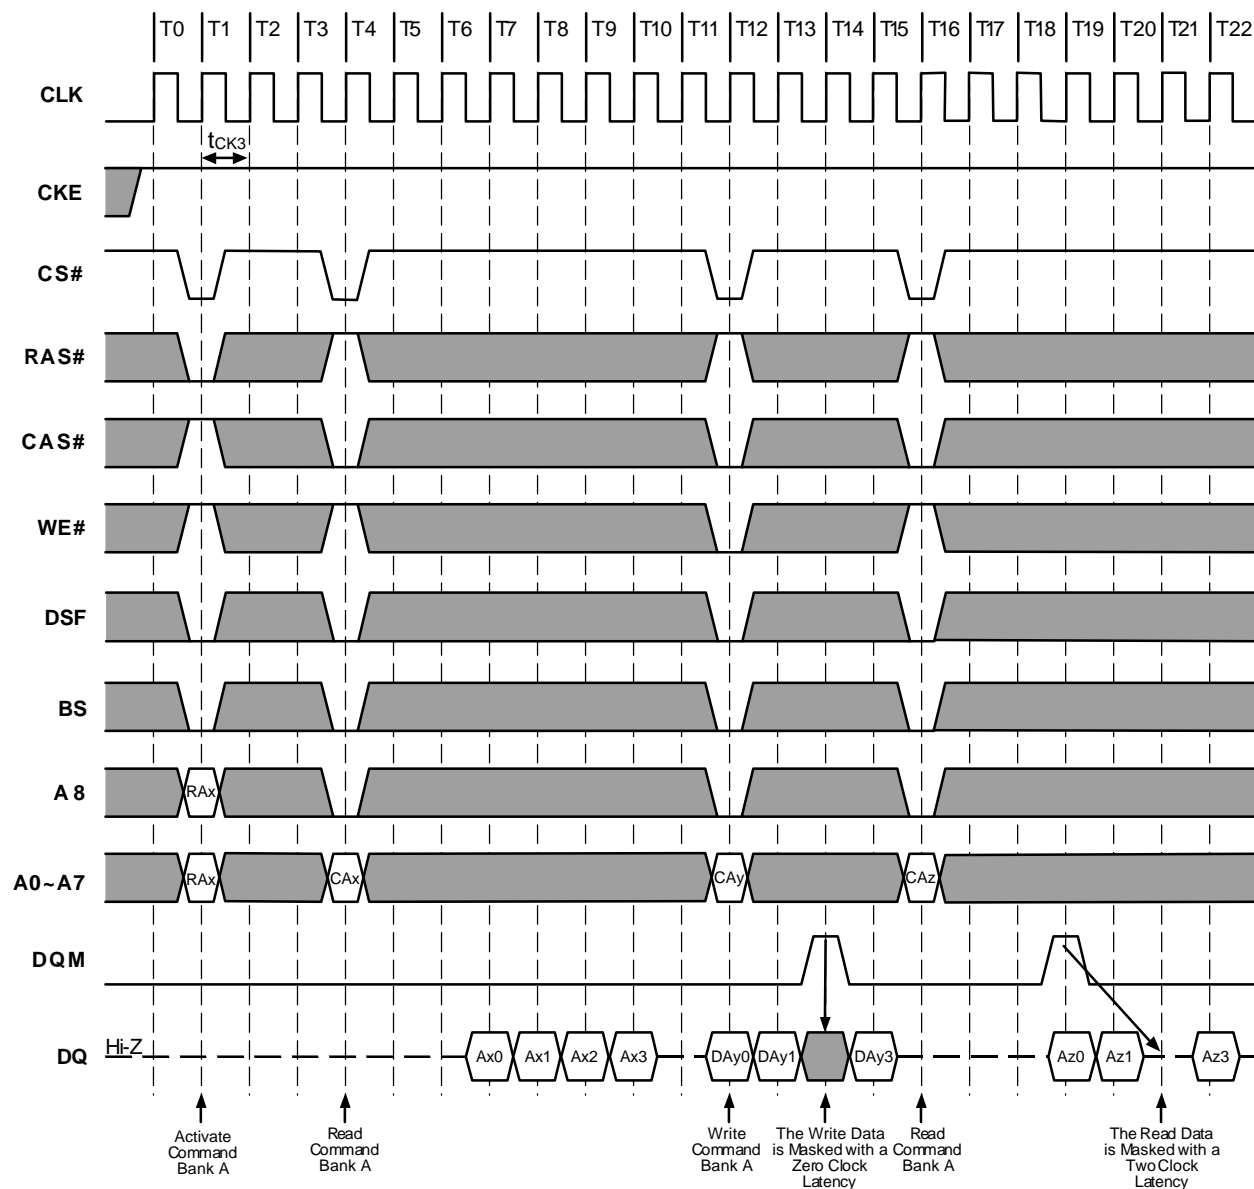 T0 T1 T2 T3 T4 T5 T6 T7 T8 T9 T10 T11 T12 T13 T14 T15 T16 T17 T18 T19 T20 T21 T22
CLK
tCK3
CKE
CS#
RAS#
CAS#
WE#
DSF
BS
A8
RAx
A0~A7
RAx CAx CAy CAz
DQM
DQ
Hi-Z
Ax0 Ax1 Ax2 Ax3 DAy0 DAy1 DAy3 Az0 Az1 Az3
Activate
Command
Bank A
Read
Command
Bank A
Write
Command
Bank A
The Write Data
is Masked with a
Zero Clock
Latency
Read
Command
Bank A
The Read Data
is Masked with a
Two Clock
Latency